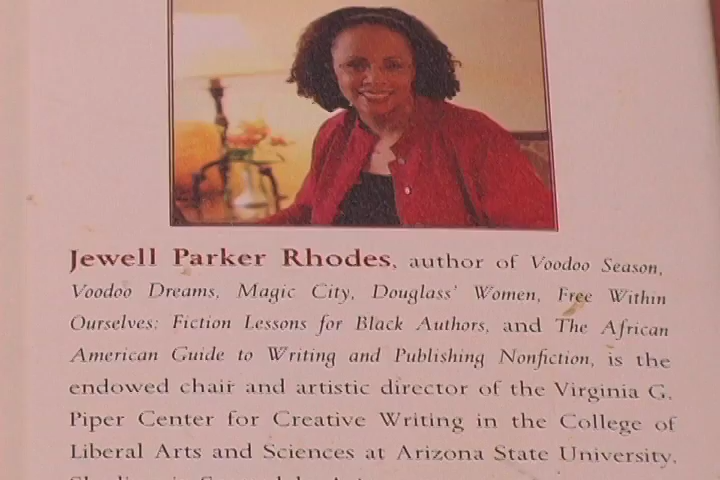 Jewell Parker Rhodes, author of Voodoo Season,
Voodoo Dreams, Magic City, Douglass' Women, Free Within
Ourselves: Fiction Lessons for Black Authors, and The African
American Guide to Writing and Publishing Nonfiction, is the
endowed chair and artistic director of the Virginia G.
Piper Center for Creative Writing in the College of
Liberal Arts and Sciences at Arizona State University.